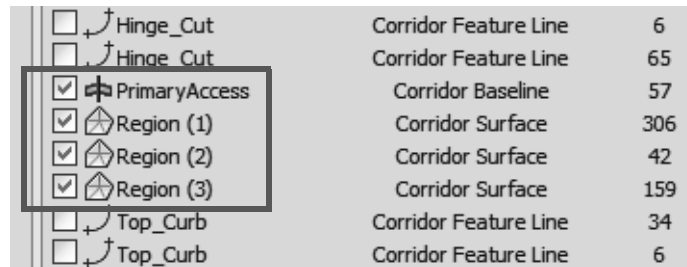 Hinge_Cut Corridor Feature Line 6
Hinge_Cut Corridor Feature Line 65
PrimaryAccess Corridor Baseline 57
Region (1) Corridor Surface 306
Region (2) Corridor Surface 42
Region (3) Corridor Surface 159
Top_Curb Corridor Feature Line 34
Top_Curb Corridor Feature Line 6